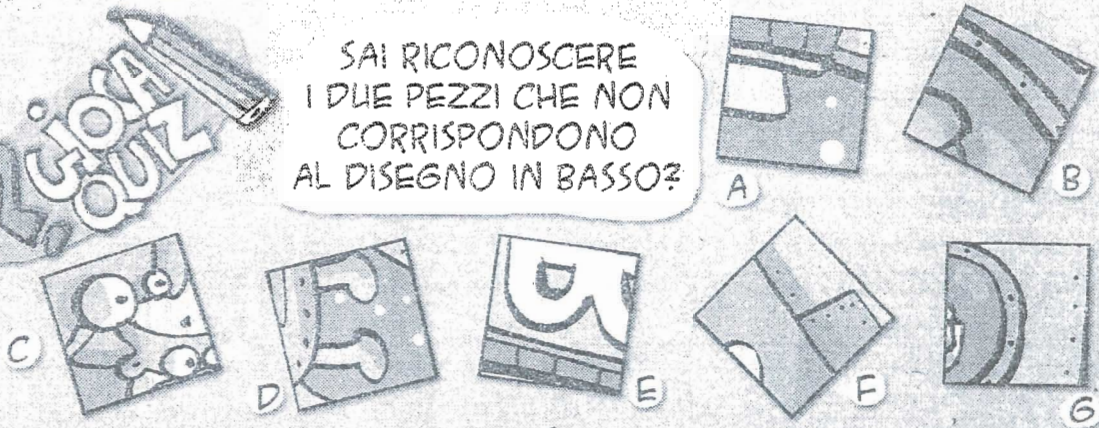 GIOCA
QUIZ
SAI RICONOSCERE
I DUE PEZZI CHE NON
CORRISPONDONO
AL DISEGNO IN BASSO?
A
B
C
D
E
F
G